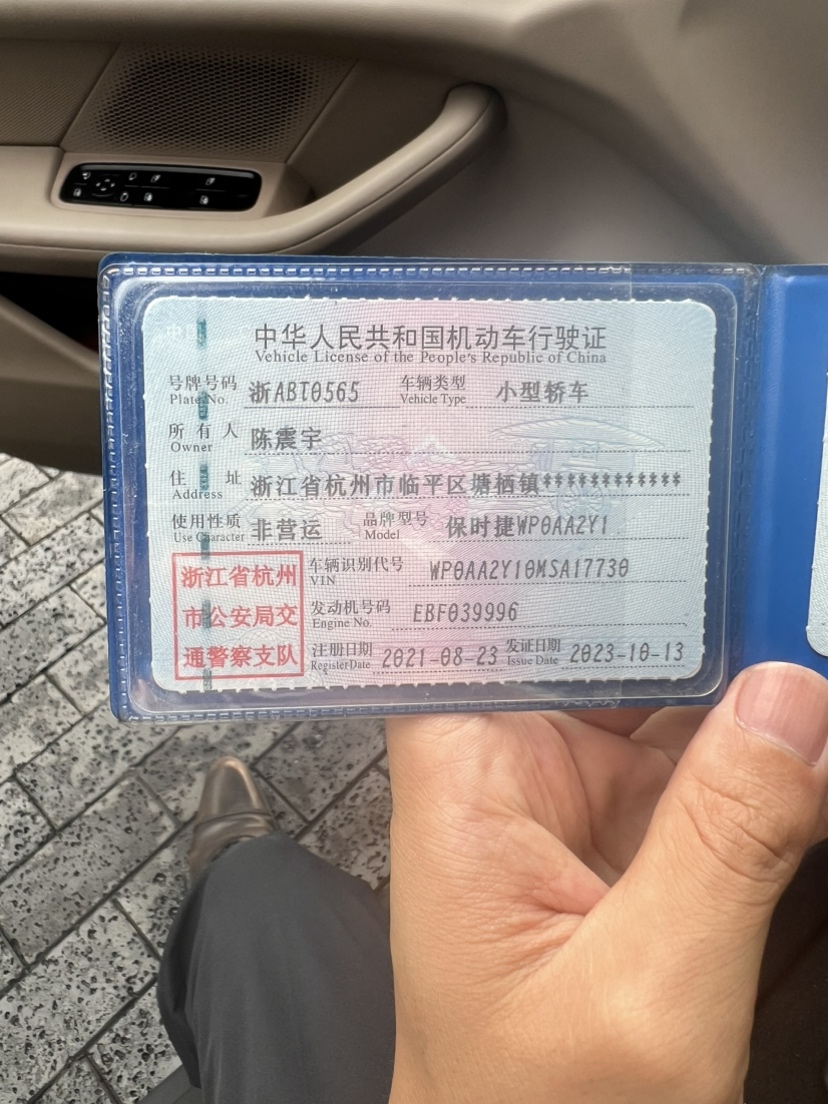 中华人民共和国机动车行驶证
Vehicle License of the People's Republic of China
号牌号码 浙ABT0565 车辆类型 小型轿车
Plate No. Vehicle Type
所有人 陈震宇
Owner
住址 浙江省杭州市临平区塘栖镇************
Address
使用性质 非营运 品牌型号 保时捷WP0AA2Y1
Use Character Model
浙江省杭州
市公安局交
通警察支队
车辆识别代号 WP0AA2Y10MSA17730
VIN
发动机号码 EBF039996
Engine No.
注册日期 2021-08-23 发证日期 2023-10-13
Register Date Issue Date